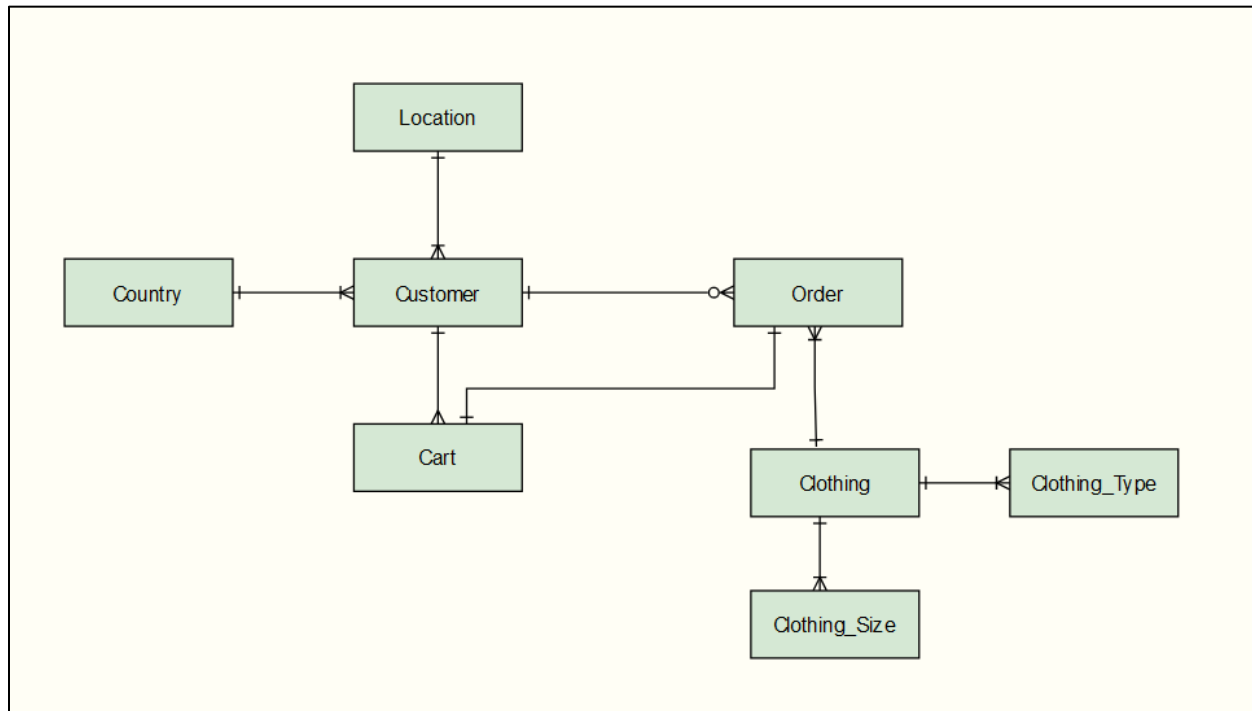 Location
Country
Customer
Order
Cart
Clothing
Clothing_Type
Clothing_Size